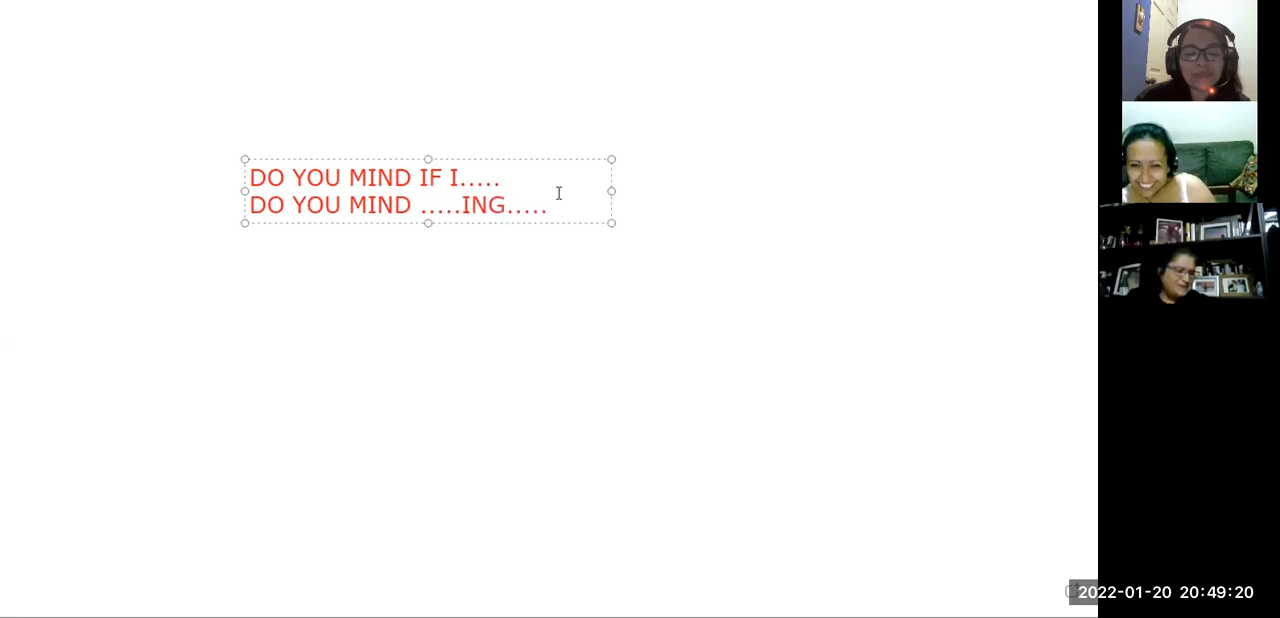 DO YOU MIND IF I.....
DO YOU MIND .....ING.....
2022-01-20 20:49:20